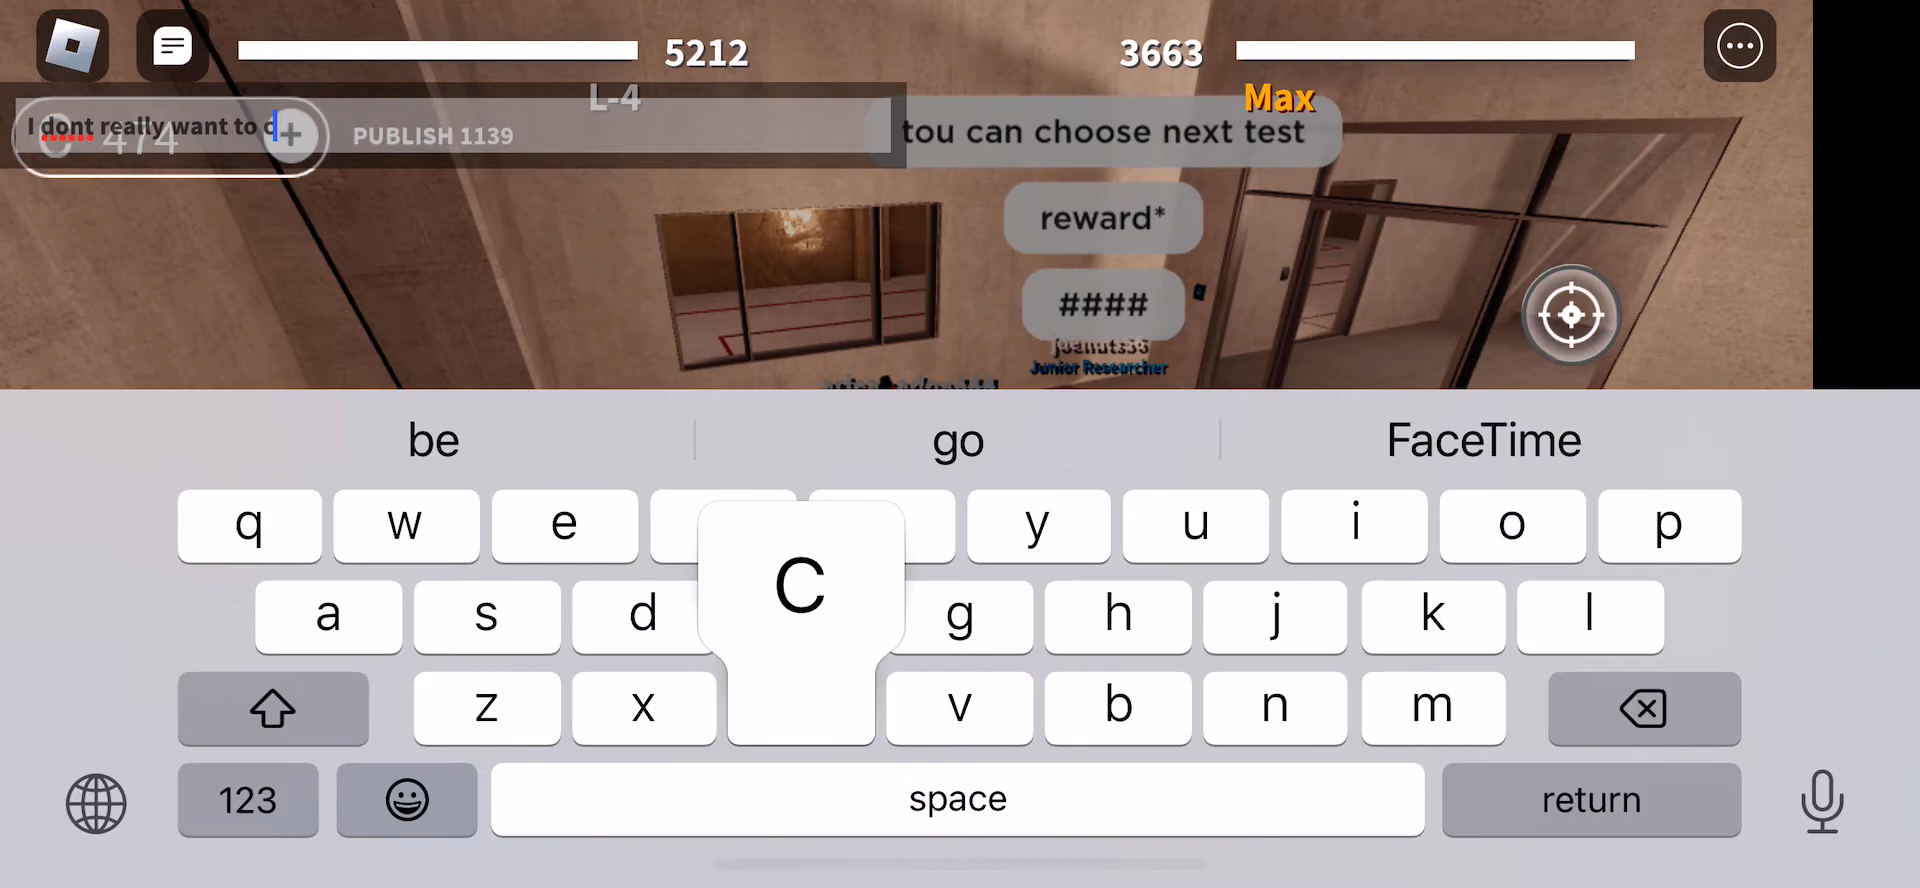 5212
3663
L-4
Max
I dont really want to c
474
PUBLISH 1139
tou can choose next test
reward*
####
Junior Researcher
be
go
FaceTime
q w e y u i o p
a s d C g h j k l
z x v b n m
123
space
return